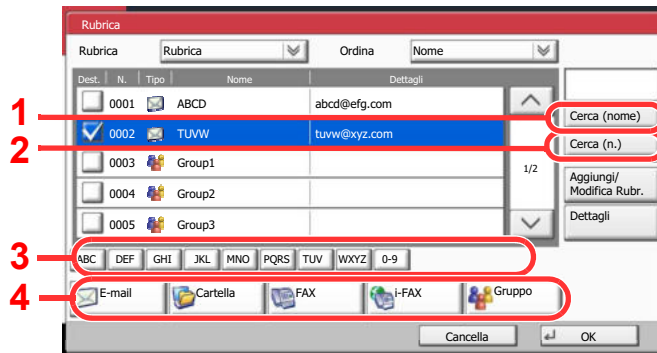 Rubrica
Rubrica Rubrica Ordina Nome
Dest. N. Tipo Nome Dettagli
0001 ABCD abcd@efg.com
1 Cerca (nome)
0002 TUVW tuvw@xyz.com
2 Cerca (n.)
0003 Group1 1/2
Aggiungi/
Modifica Rubr.
0004 Group2
0005 Group3 Dettagli
3 ABC DEF GHI JKL MNO PQRS TUV WXYZ 0-9
4 E-mail Cartella FAX i-FAX Gruppo
Cancella OK